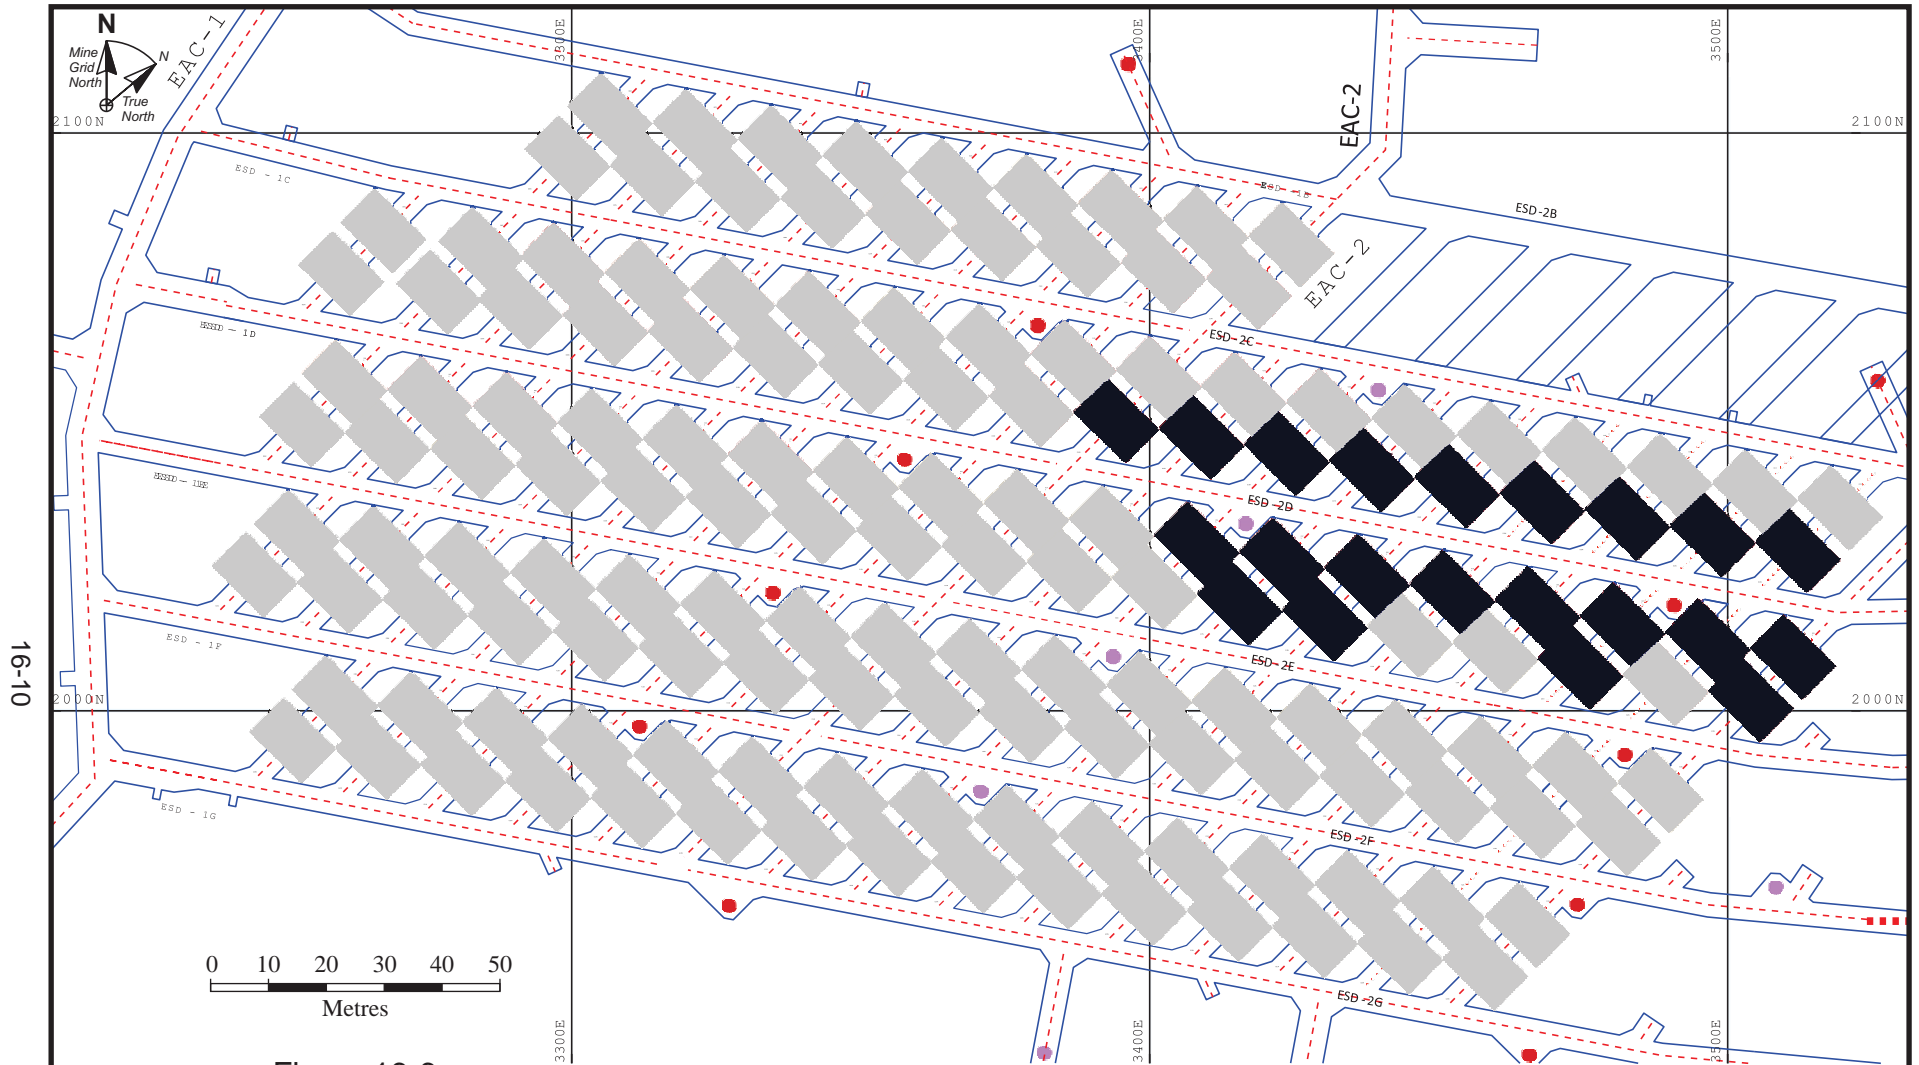 N
Mine
Grid
North
N
True
North
EAC-1
3300E
3400E
3500E
EAC-2
2100N
2100N
ESD - 1C
ESD-2B
EAC-2
ESD - 1D
ESD-2C
ESD-2D
ESD - 1F
ESD-2E
16-10
2000N
2000N
ESD - 1G
ESD-2F
0 10 20 30 40 50
Metres
ESD-2G
3300E
3400E
3500E